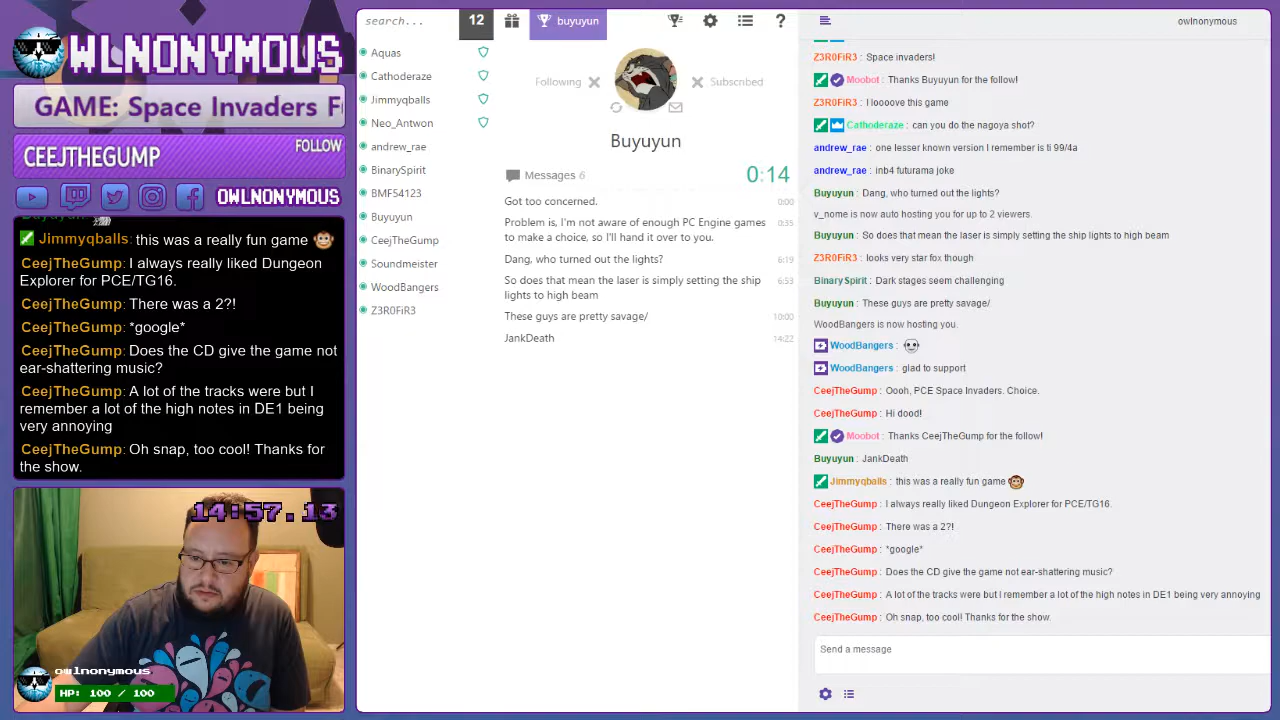 OWLNONYMOUS
GAME: Space Invaders F
CEEJTHEGUMP
FOLLOW
OWLNONYMOUS
Jimmyqballs: this was a really fun game
CeejTheGump: I always really liked Dungeon
Explorer for PCE/TG16.
CeejTheGump: There was a 2?!
CeejTheGump: *google*
CeejTheGump: Does the CD give the game not
ear-shattering music?
CeejTheGump: A lot of the tracks were but I
remember a lot of the high notes in DE1 being
very annoying
CeejTheGump: Oh snap, too cool! Thanks for
the show.
14:57.13
owlnonymous
HP: 100 / 100
search...
12
buyuyun
?
Aquas
Cathoderaze
Jimmyqballs
Neo_Antwon
andrew_rae
BinarySpirit
BMF54123
Buyuyun
CeejTheGump
Soundmeister
WoodBangers
Z3R0FiR3
Following
Subscribed
Buyuyun
Messages 6
0:14
Got too concerned. 0:00
Problem is, I'm not aware of enough PC Engine games 0:35
to make a choice, so I'll hand it over to you.
Dang, who turned out the lights? 6:19
So does that mean the laser is simply setting the ship 6:53
lights to high beam
These guys are pretty savage/ 10:00
JankDeath 14:22
owlnonymous
Z3R0FiR3 : Space invaders!
Moobot : Thanks Buyuyun for the follow!
Z3R0FiR3 : I loooove this game
Cathoderaze : can you do the nagoya shot?
andrew_rae : one lesser known version I remember is ti 99/4a
andrew_rae : inb4 futurama joke
Buyuyun : Dang, who turned out the lights?
v_nome is now auto hosting you for up to 2 viewers.
Buyuyun : So does that mean the laser is simply setting the ship lights to high beam
Z3R0FiR3 : looks very star fox though
BinarySpirit : Dark stages seem challenging
Buyuyun : These guys are pretty savage/
WoodBangers is now hosting you.
WoodBangers :
WoodBangers : glad to support
CeejTheGump : Oooh, PCE Space Invaders. Choice.
CeejTheGump : Hi dood!
Moobot : Thanks CeejTheGump for the follow!
Buyuyun : JankDeath
Jimmyqballs : this was a really fun game
CeejTheGump : I always really liked Dungeon Explorer for PCE/TG16.
CeejTheGump : There was a 2?!
CeejTheGump : *google*
CeejTheGump : Does the CD give the game not ear-shattering music?
CeejTheGump : A lot of the tracks were but I remember a lot of the high notes in DE1 being very annoying
CeejTheGump : Oh snap, too cool! Thanks for the show.
Send a message